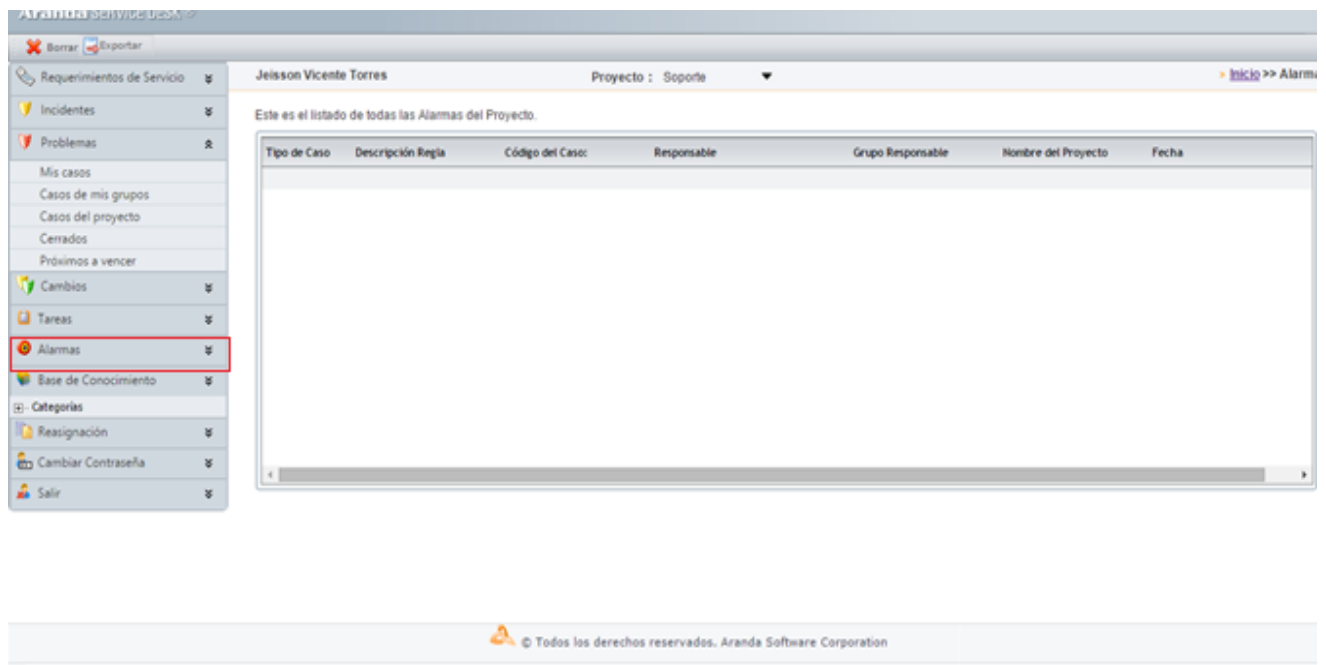 Aranda SERVICE DESK
Borrar Exportar
Requerimientos de Servicio
Incidentes
Problemas
Mis casos
Casos de mis grupos
Casos del proyecto
Cerrados
Próximos a vencer
Cambios
Tareas
Alarmas
Base de Conocimiento
Categorías
Reasignación
Cambiar Contraseña
Salir
Jeisson Vicente Torres Proyecto : Soporte Inicio >> Alarma
Este es el listado de todas las Alarmas del Proyecto.
Tipo de Caso Descripción Regla Código del Caso: Responsable Grupo Responsable Nombre del Proyecto Fecha
© Todos los derechos reservados. Aranda Software Corporation